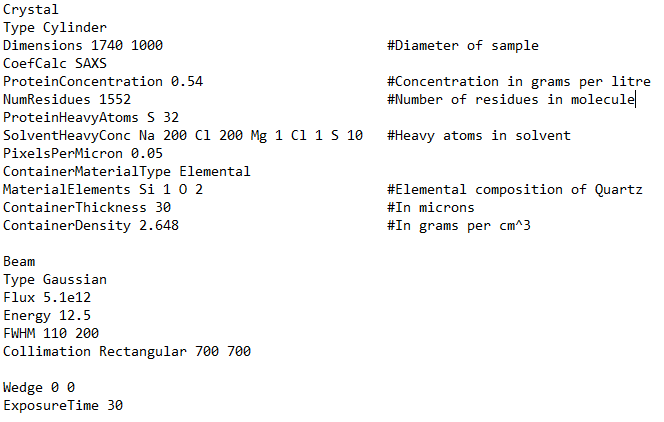 Crystal
Type Cylinder
Dimensions 1740 1000 #Diameter of sample
CoefCalc SAXS
ProteinConcentration 0.54 #Concentration in grams per litre
NumResidues 1552 #Number of residues in molecule
ProteinHeavyAtoms S 32
SolventHeavyConc Na 200 Cl 200 Mg 1 Cl 1 S 10 #Heavy atoms in solvent
PixelsPerMicron 0.05
ContainerMaterialType Elemental
MaterialElements Si 1 O 2 #Elemental composition of Quartz
ContainerThickness 30 #In microns
ContainerDensity 2.648 #In grams per cm^3
Beam
Type Gaussian
Flux 5.1e12
Energy 12.5
FWHM 110 200
Collimation Rectangular 700 700
Wedge 0 0
ExposureTime 30